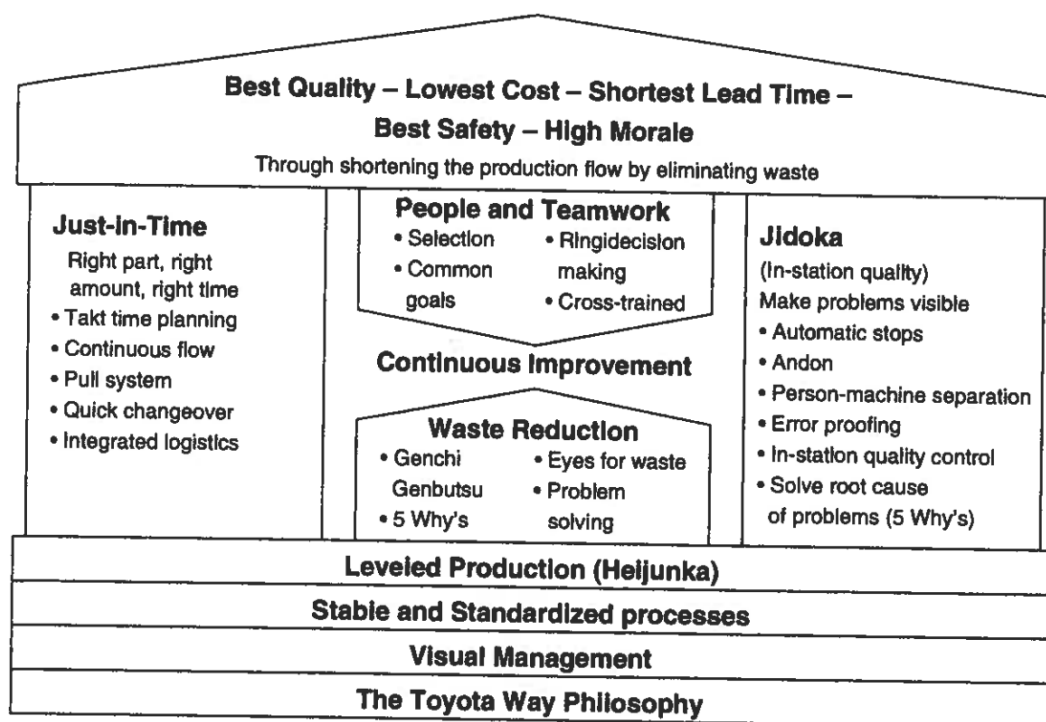 Best Quality – Lowest Cost – Shortest Lead Time –
Best Safety – High Morale
Through shortening the production flow by eliminating waste
Just-in-Time
Right part, right
amount, right time
• Takt time planning
• Continuous flow
• Pull system
• Quick changeover
• Integrated logistics
People and Teamwork
• Selection
• Common
goals
• Ringidecision
making
• Cross-trained
Continuous Improvement
Waste Reduction
• Genchi
Genbutsu
• 5 Why's
• Eyes for waste
• Problem
solving
Jidoka
(In-station quality)
Make problems visible
• Automatic stops
• Andon
• Person-machine separation
• Error proofing
• In-station quality control
• Solve root cause
of problems (5 Why's)
Leveled Production (Heijunka)
Stable and Standardized processes
Visual Management
The Toyota Way Philosophy